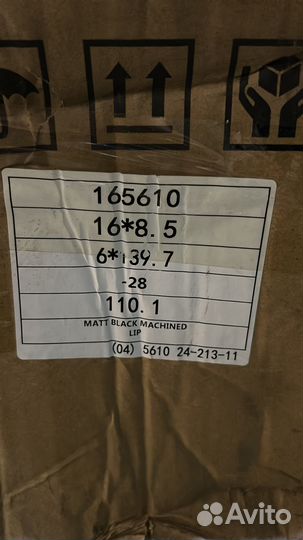 165610
16*8.5
6*139.7
-28
110.1
MATT BLACK MACHINED
LIP
(04) 5610 24-213-11
Avito